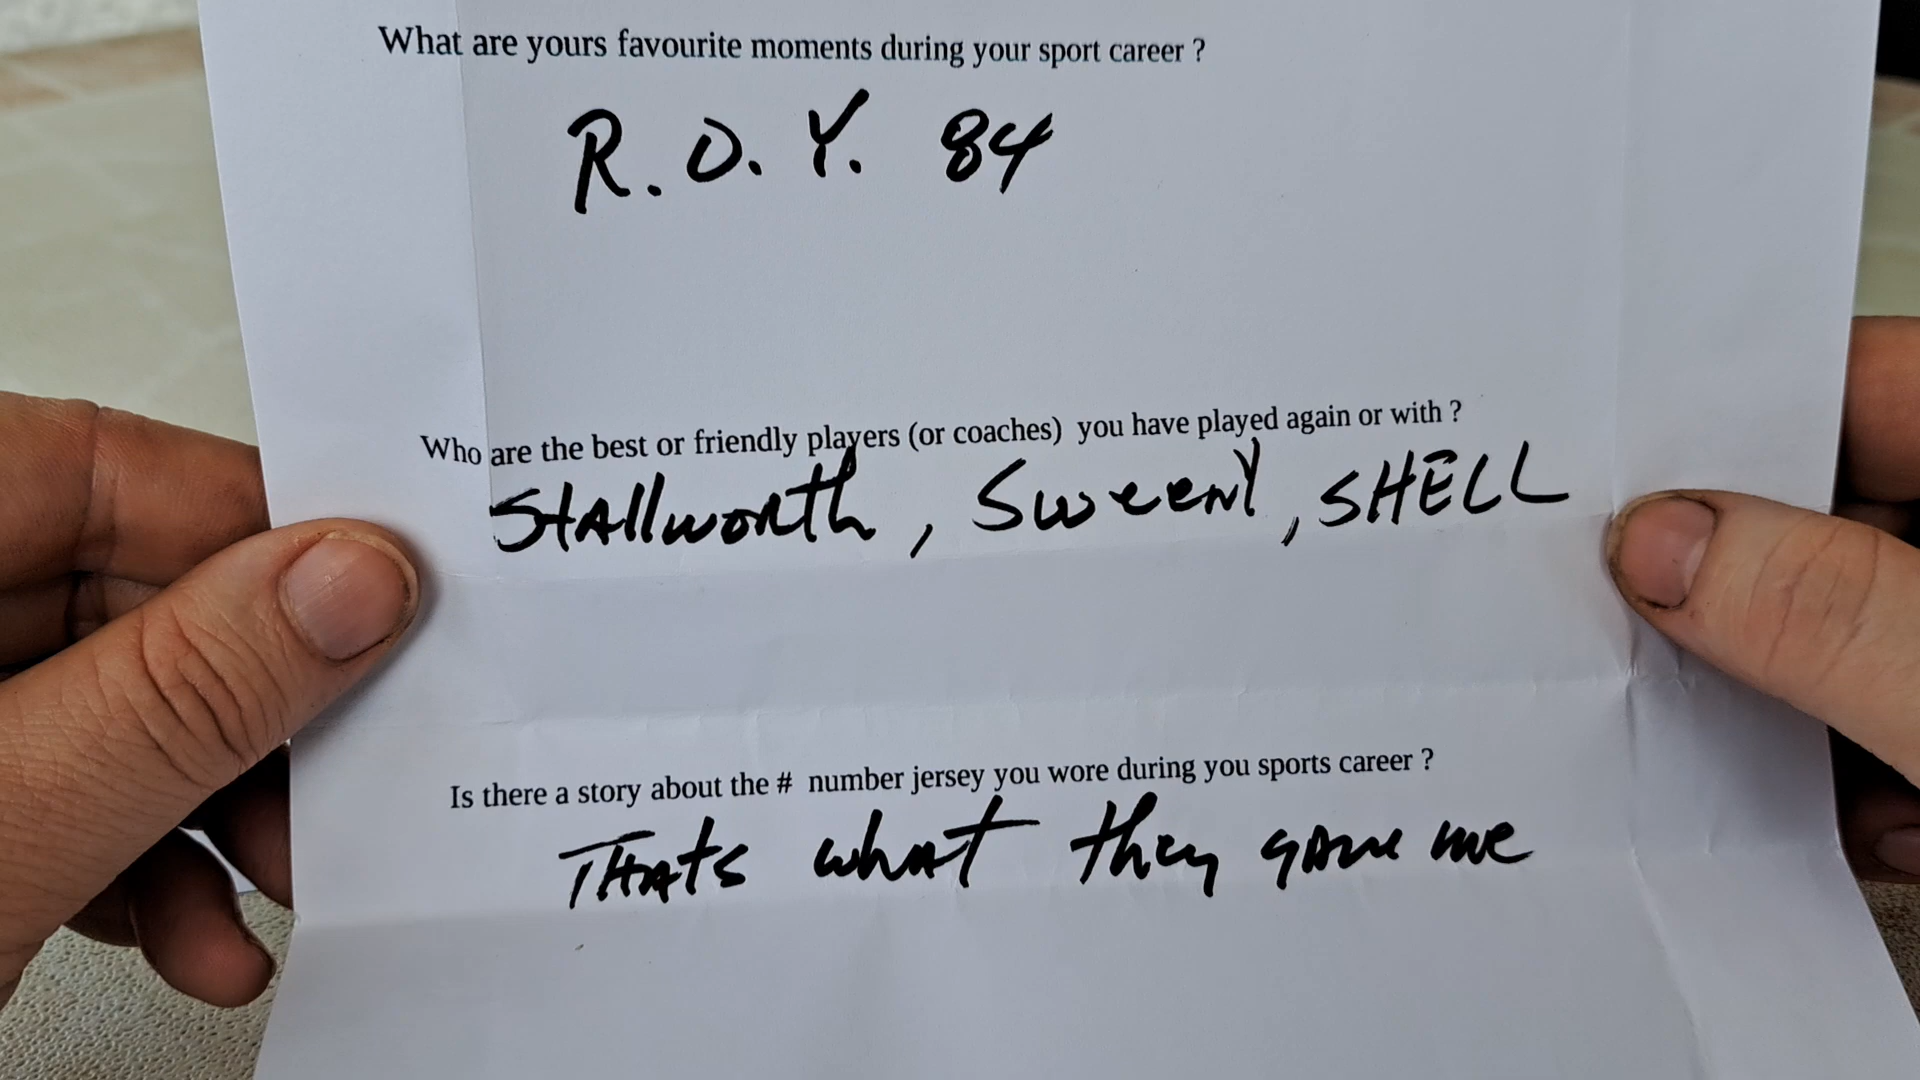 What are yours favourite moments during your sport career ?
R.O.Y. 84
Who are the best or friendly players (or coaches) you have played again or with ?
Stallworth, Sweeny, SHELL
Is there a story about the # number jersey you wore during you sports career ?
THats what they gave me